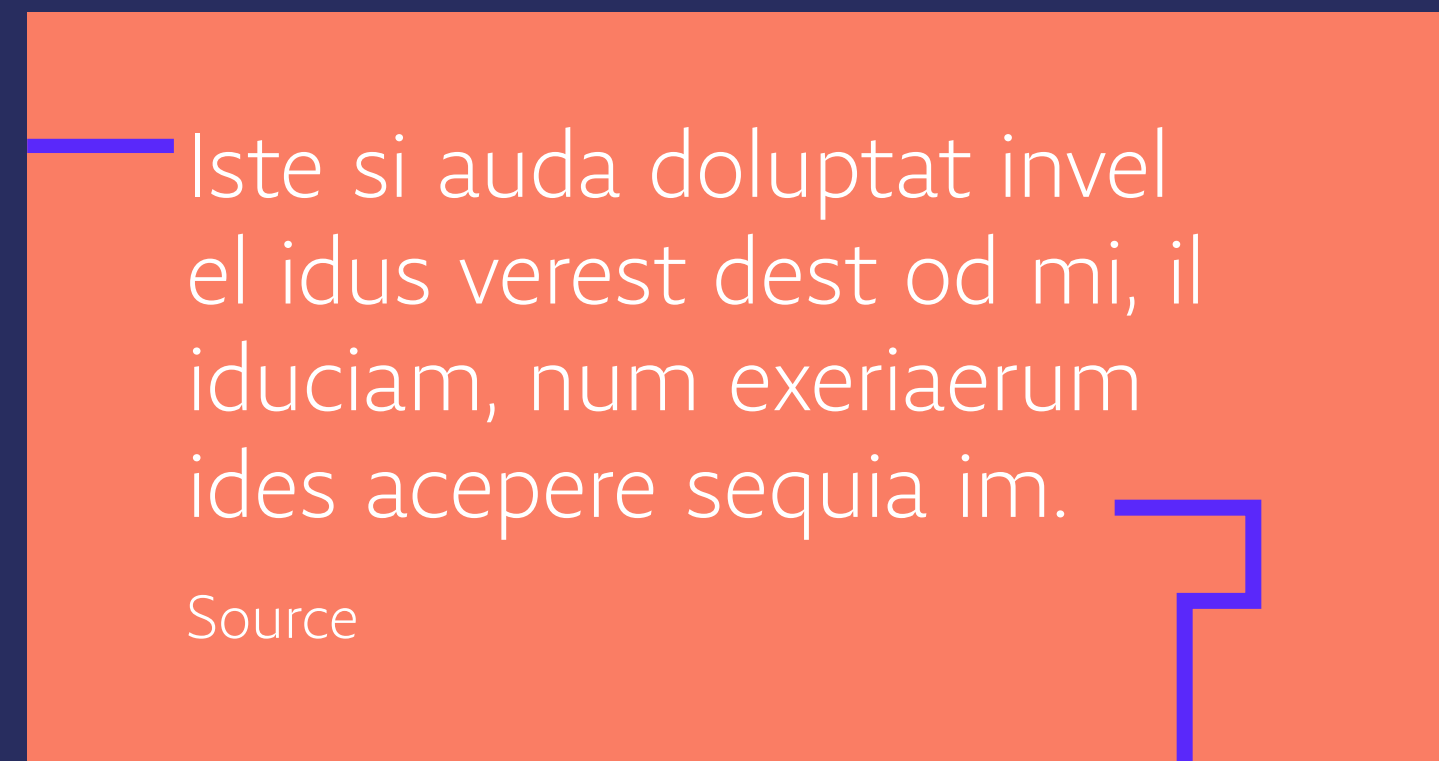 Iste si auda doluptat invel
el idus verest dest od mi, il
iduciam, num exeriaerum
ides acepere sequia im.
Source